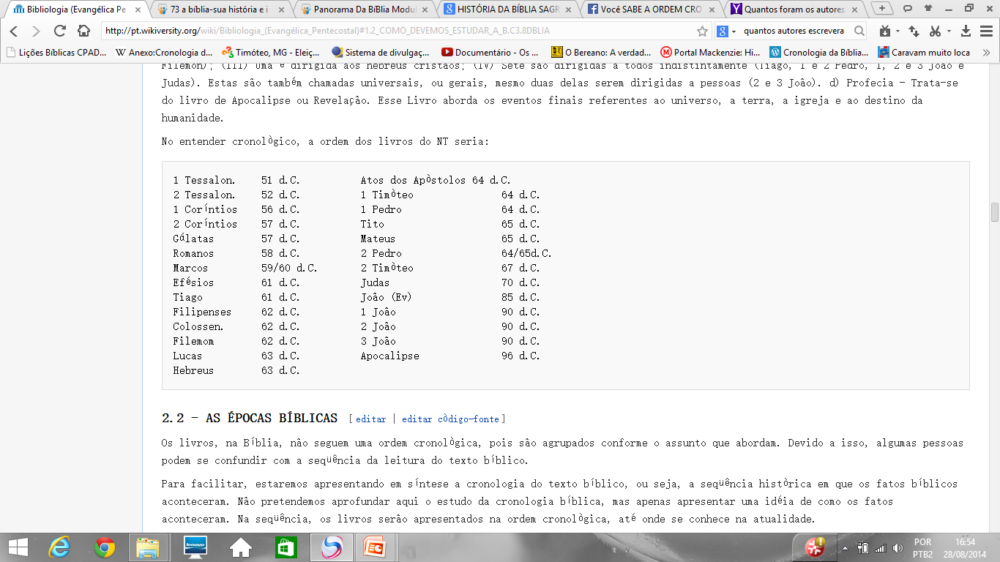 Bibliologia (Evangélica Pe
73 a bíblia-sua história e i
Panorama Da BíBlia Modul
HISTÓRIA DA BÍBLIA SAGR
Você SABE A ORDEM CRO
Quantos foram os autores
http://pt.wikiversity.org/wiki/Bibliologia_(Evangélica_Pentecostal)#1.2_COMO_DEVEMOS_ESTUDAR_A_B.C3.8DBLIA
quantos autores escrevera
Lições Bíblicas CPAD...
Anexo:Cronologia d...
Timóteo, MG - Eleiç...
Sistema de divulgaç...
Documentário - Os ...
O Bereano: A verdad...
Portal Mackenzie: Hi...
Cronologia da Bíblia...
Caravam muito loca
Filemon); (III) Uma é dirigida aos hebreus cristãos; (IV) Sete são dirigidas a todos indistintamente (Tiago, 1 e 2 Pedro, 1, 2 e 3 João e
Judas). Estas são também chamadas universais, ou gerais, mesmo duas delas serem dirigidas a pessoas (2 e 3 João). d) Profecia - Trata-se
do livro de Apocalipse ou Revelação. Esse Livro aborda os eventos finais referentes ao universo, a terra, a igreja e ao destino da
humanidade.
No entender cronològico, a ordem dos livros do NT seria:
1 Tessalon. 51 d.C. Atos dos Apòstolos 64 d.C.
2 Tessalon. 52 d.C. 1 Timòteo 64 d.C.
1 Coríntios 56 d.C. 1 Pedro 64 d.C.
2 Coríntios 57 d.C. Tito 65 d.C.
Gálatas 57 d.C. Mateus 65 d.C.
Romanos 58 d.C. 2 Pedro 64/65d.C.
Marcos 59/60 d.C. 2 Timòteo 67 d.C.
Efésios 61 d.C. Judas 70 d.C.
Tiago 61 d.C. João (Ev) 85 d.C.
Filipenses 62 d.C. 1 João 90 d.C.
Colossen. 62 d.C. 2 João 90 d.C.
Filemom 62 d.C. 3 João 90 d.C.
Lucas 63 d.C. Apocalipse 96 d.C.
Hebreus 63 d.C.
2.2 - AS ÉPOCAS BÍBLICAS [editar | editar còdigo-fonte]
Os livros, na Bíblia, não seguem uma ordem cronològica, pois são agrupados conforme o assunto que abordam. Devido a isso, algumas pessoas
podem se confundir com a seqüência da leitura do texto bíblico.
Para facilitar, estaremos apresentando em síntese a cronologia do texto bíblico, ou seja, a seqüência històrica em que os fatos bíblicos
aconteceram. Não pretendemos aprofundar aqui o estudo da cronologia bíblica, mas apenas apresentar uma idéia de como os fatos
aconteceram. Na seqüência, os livros serão apresentados na ordem cronològica, até onde se conhece na atualidade.
lenovo
POR
PTB2
16:54
28/08/2014